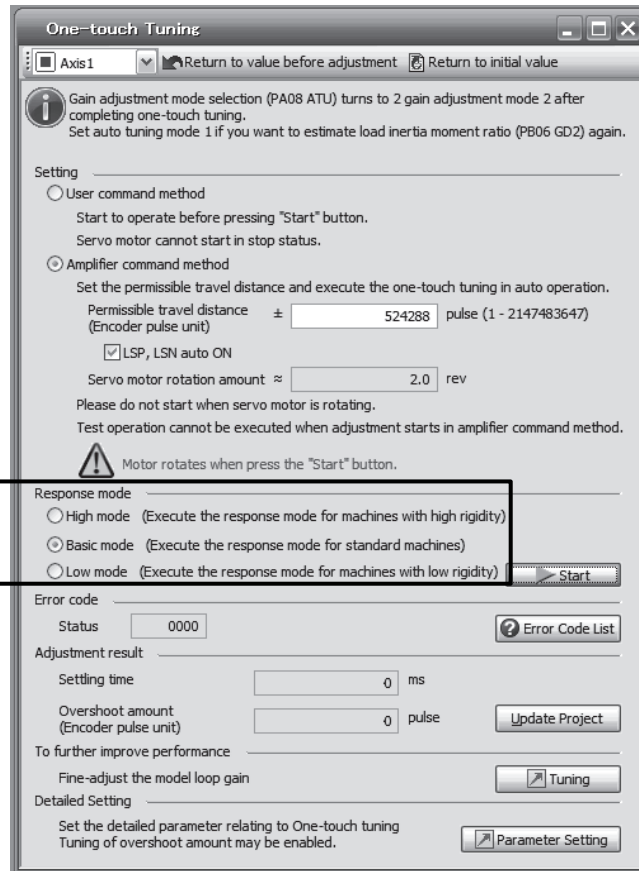 One-touch Tuning
Axis1 Return to value before adjustment Return to initial value
Gain adjustment mode selection (PA08 ATU) turns to 2 gain adjustment mode 2 after
completing one-touch tuning.
Set auto tuning mode 1 if you want to estimate load inertia moment ratio (PB06 GD2) again.
Setting
User command method
Start to operate before pressing "Start" button.
Servo motor cannot start in stop status.
Amplifier command method
Set the permissible travel distance and execute the one-touch tuning in auto operation.
Permissible travel distance
(Encoder pulse unit) ± 524288 pulse (1 - 2147483647)
LSP, LSN auto ON
Servo motor rotation amount ≈ 2.0 rev
Please do not start when servo motor is rotating.
Test operation cannot be executed when adjustment starts in amplifier command method.
Motor rotates when press the "Start" button.
Response mode
High mode (Execute the response mode for machines with high rigidity)
Basic mode (Execute the response mode for standard machines)
Low mode (Execute the response mode for machines with low rigidity) Start
Error code
Status 0000 Error Code List
Adjustment result
Settling time 0 ms
Overshoot amount
(Encoder pulse unit) 0 pulse Update Project
To further improve performance
Fine-adjust the model loop gain Tuning
Detailed Setting
Set the detailed parameter relating to One-touch tuning
Tuning of overshoot amount may be enabled. Parameter Setting